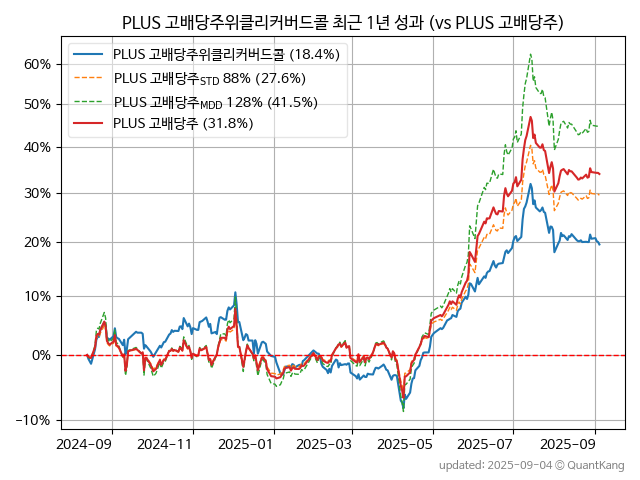 PLUS 고배당주위클리커버드콜 최근 1년 성과 (vs PLUS 고배당주)
PLUS 고배당주위클리커버드콜 (18.4%)
PLUS 고배당주STD 88% (27.6%)
PLUS 고배당주MDD 128% (41.5%)
PLUS 고배당주 (31.8%)
60%
50%
40%
30%
20%
10%
0%
−10%
2024-09 2024-11 2025-01 2025-03 2025-05 2025-07 2025-09
updated: 2025-09-04 © QuantKang